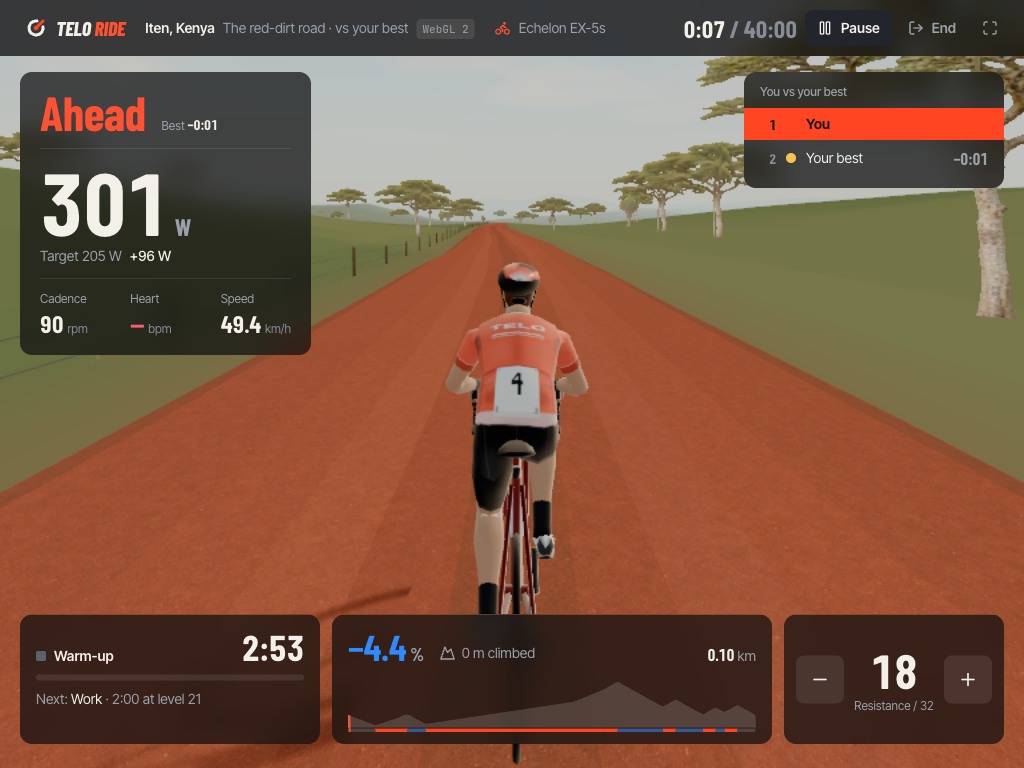 TELO RIDE Iten, Kenya The red-dirt road · vs your best WebGL 2 Echelon EX-5s 0:07 / 40:00 Pause End
Ahead Best −0:01
301 W
Target 205 W +96 W
Cadence Heart Speed
90 rpm — bpm 49.4 km/h
You vs your best
1 You
2 Your best −0:01
TELO
4
Warm-up 2:53
Next: Work · 2:00 at level 21
−4.4 % 0 m climbed 0.10 km
− 18 +
Resistance / 32